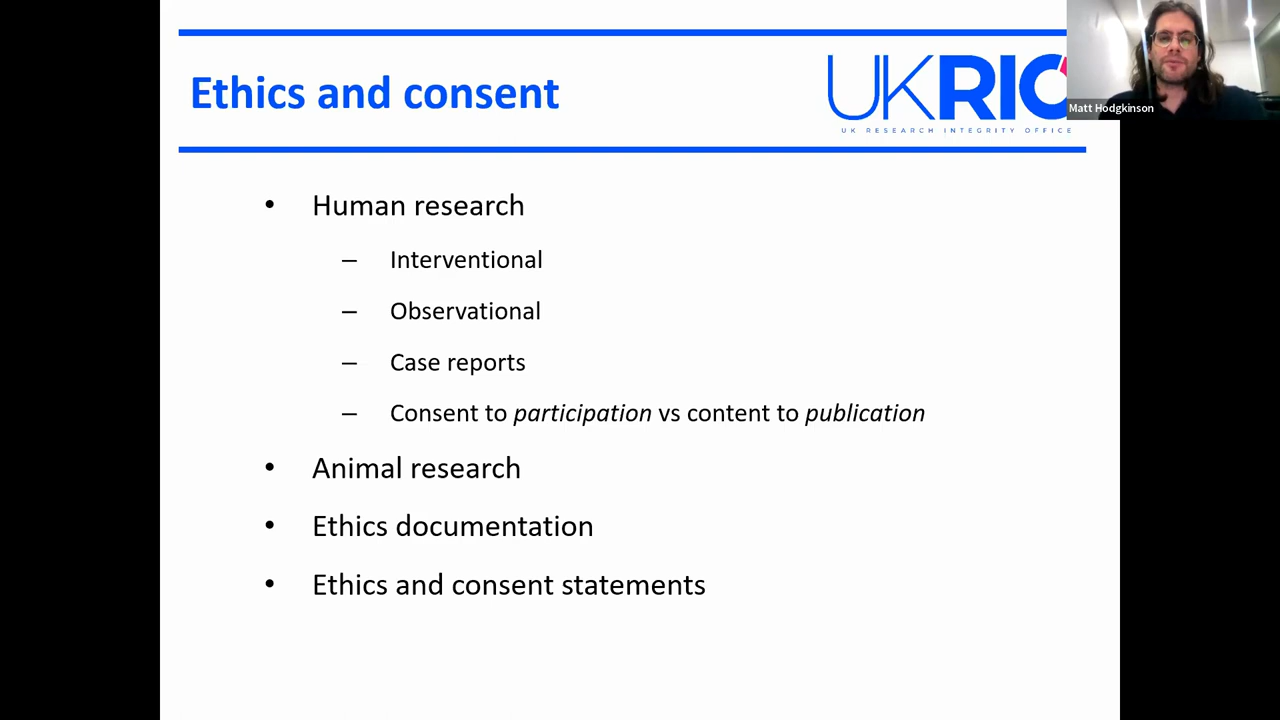 Ethics and consent
UKRIO
UK RESEARCH INTEGRITY OFFICE
Matt Hodgkinson
• Human research
– Interventional
– Observational
– Case reports
– Consent to participation vs content to publication
• Animal research
• Ethics documentation
• Ethics and consent statements